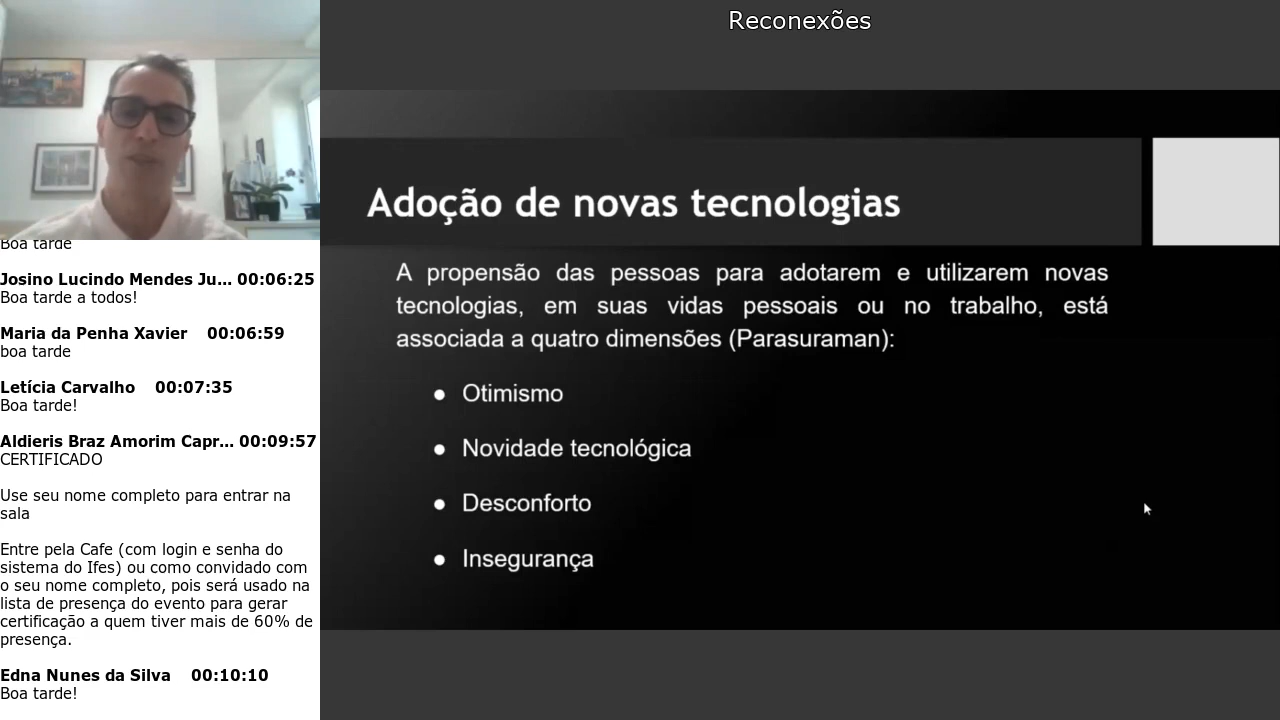 Reconexões
Boa tarde
Josino Lucindo Mendes Ju... 00:06:25
Boa tarde a todos!
Maria da Penha Xavier 00:06:59
boa tarde
Letícia Carvalho 00:07:35
Boa tarde!
Aldieris Braz Amorim Capr... 00:09:57
CERTIFICADO
Use seu nome completo para entrar na
sala
Entre pela Cafe (com login e senha do
sistema do Ifes) ou como convidado com
o seu nome completo, pois será usado na
lista de presença do evento para gerar
certificação a quem tiver mais de 60% de
presença.
Edna Nunes da Silva 00:10:10
Boa tarde!
Adoção de novas tecnologias
A propensão das pessoas para adotarem e utilizarem novas
tecnologias, em suas vidas pessoais ou no trabalho, está
associada a quatro dimensões (Parasuraman):
● Otimismo
● Novidade tecnológica
● Desconforto
● Insegurança